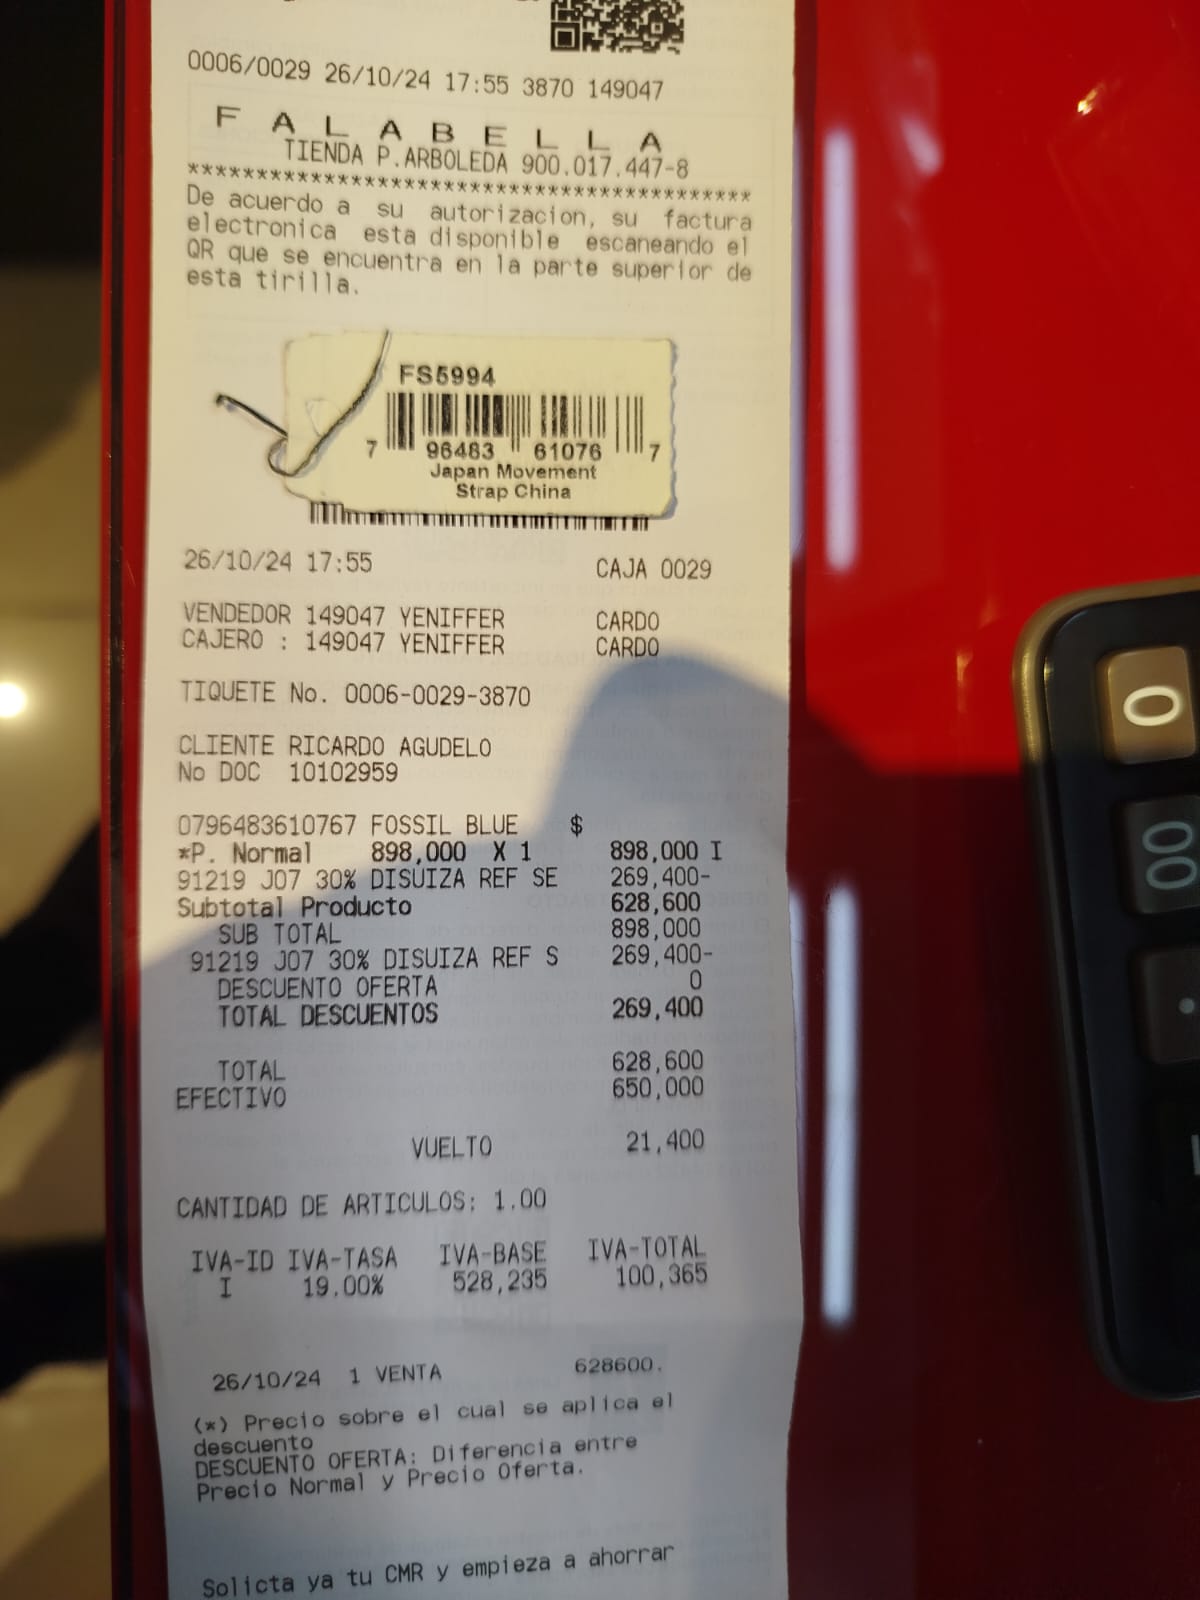 0006/0029 26/10/24 17:55 3870 149047
F A L A B E L L A
TIENDA P.ARBOLEDA 900.017.447-8
******************************************
De acuerdo a su autorizacion, su factura
electronica esta disponible escaneando el
QR que se encuentra en la parte superior de
esta tirilla.
FS5994
7 96483 61076 7
Japan Movement
Strap China
26/10/24 17:55 CAJA 0029
VENDEDOR 149047 YENIFFER CARDO
CAJERO : 149047 YENIFFER CARDO
TIQUETE No. 0006-0029-3870
CLIENTE RICARDO AGUDELO
No DOC 10102959
0796483610767 FOSSIL BLUE $
*P. Normal 898,000 X 1 898,000 I
91219 J07 30% DISUIZA REF SE 269,400-
Subtotal Producto 628,600
SUB TOTAL 898,000
91219 J07 30% DISUIZA REF S 269,400-
DESCUENTO OFERTA 0
TOTAL DESCUENTOS 269,400
TOTAL 628,600
EFECTIVO 650,000
VUELTO 21,400
CANTIDAD DE ARTICULOS: 1.00
IVA-ID IVA-TASA IVA-BASE IVA-TOTAL
I 19.00% 528,235 100,365
26/10/24 1 VENTA 628600.
(*) Precio sobre el cual se aplica el
descuento
DESCUENTO OFERTA: Diferencia entre
Precio Normal y Precio Oferta.
Solicta ya tu CMR y empieza a ahorrar
0
00
.